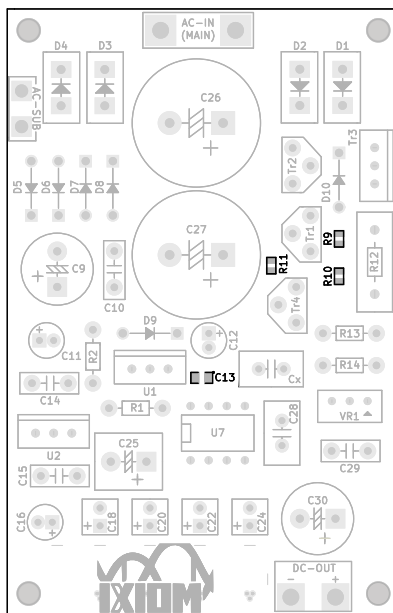 AC-IN
(MAIN)
D4
D3
D2
D1
AC-SUB
C26
Tr3
Tr2
D5
D6
D7
D8
D10
Tr1
R9
C27
R11
R10
R12
C9
C10
Tr4
D9
C12
R13
C11
R2
R14
U1
C13
Cx
C14
R1
VR1
U7
C28
U2
C25
C15
C29
C16
C18
C20
C22
C24
C30
IXIOM
DC-OUT
- +